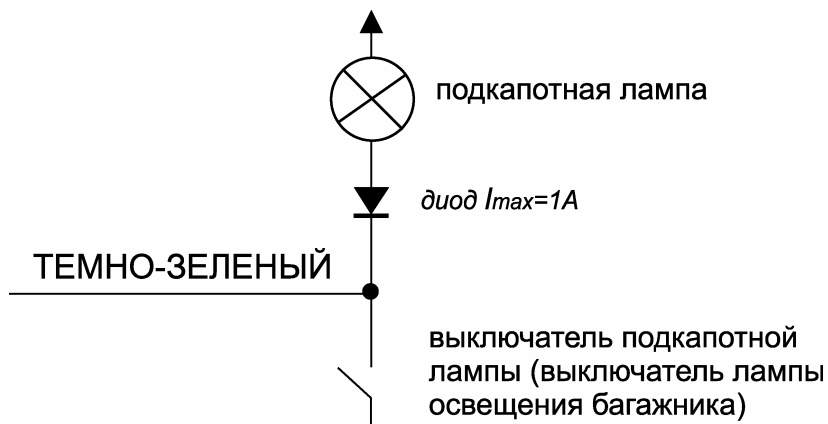 подкапотная лампа
диод Imax=1A
ТЕМНО-ЗЕЛЕНЫЙ
выключатель подкапотной
лампы (выключатель лампы
освещения багажника)